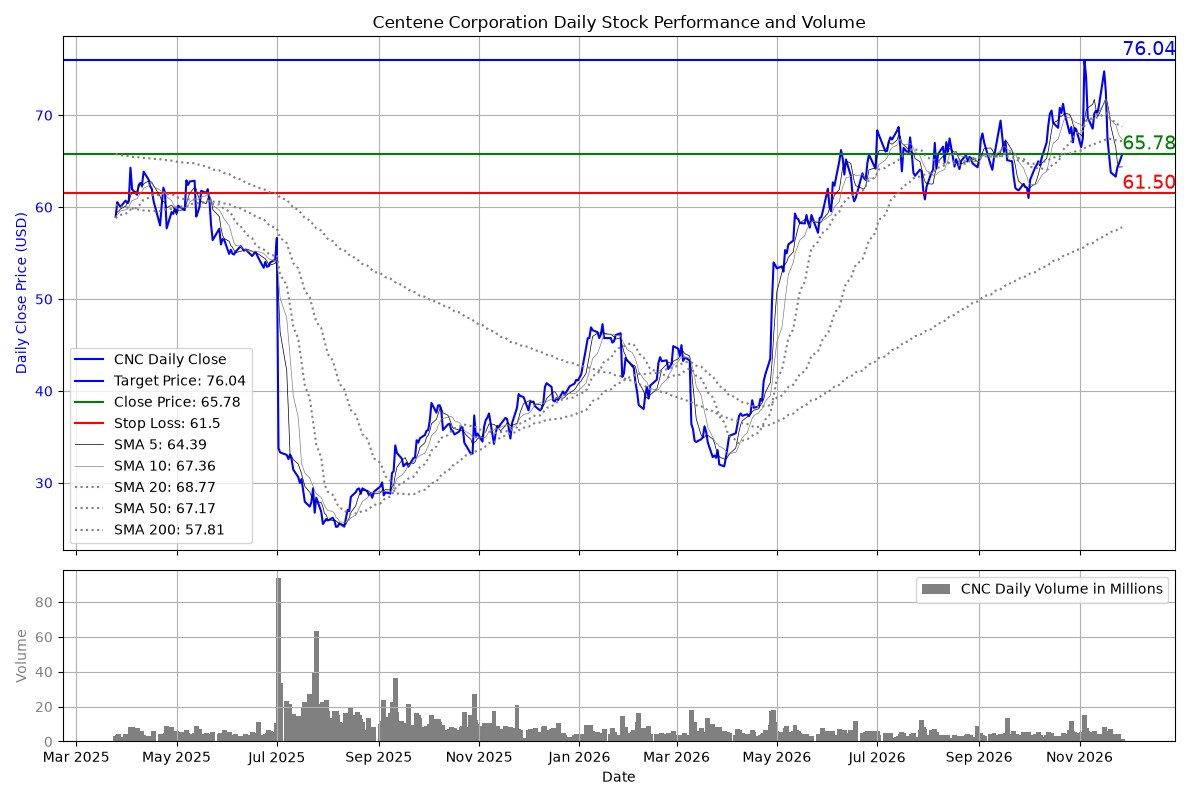 Centene Corporation Daily Stock Performance and Volume
76.04
65.78
61.50
Daily Close Price (USD)
70
60
50
40
30
CNC Daily Close
Target Price: 76.04
Close Price: 65.78
Stop Loss: 61.5
SMA 5: 64.39
SMA 10: 67.36
SMA 20: 68.77
SMA 50: 67.17
SMA 200: 57.81
CNC Daily Volume in Millions
Volume
80
60
40
20
0
Mar 2025 May 2025 Jul 2025 Sep 2025 Nov 2025 Jan 2026 Mar 2026 May 2026 Jul 2026 Sep 2026 Nov 2026
Date